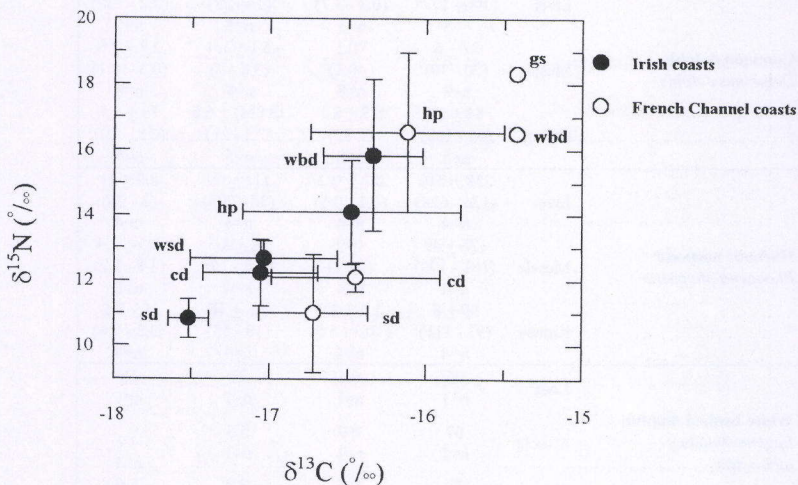 20
18
16
14
12
10
δ¹⁵N (°/∞)
gs
hp
wbd
wbd
hp
wsd
cd
cd
sd
sd
Irish coasts
French Channel coasts
-18
-17
-16
-15
δ¹³C (°/∞)